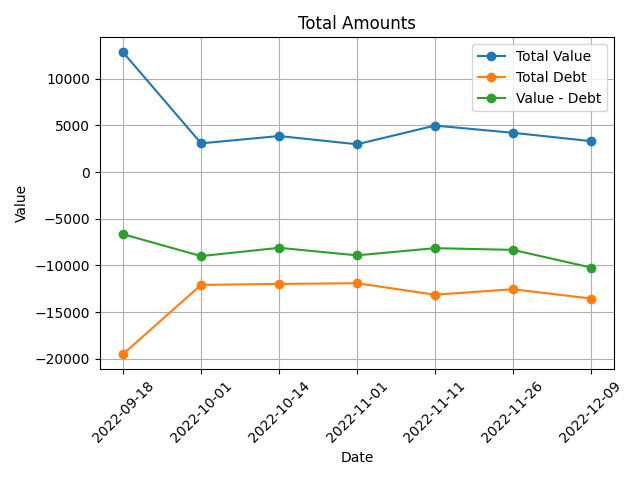 Total Amounts
Total Value
Total Debt
Value - Debt
10000
5000
0
−5000
−10000
−15000
−20000
Value
2022-09-18
2022-10-01
2022-10-14
2022-11-01
2022-11-11
2022-11-26
2022-12-09
Date